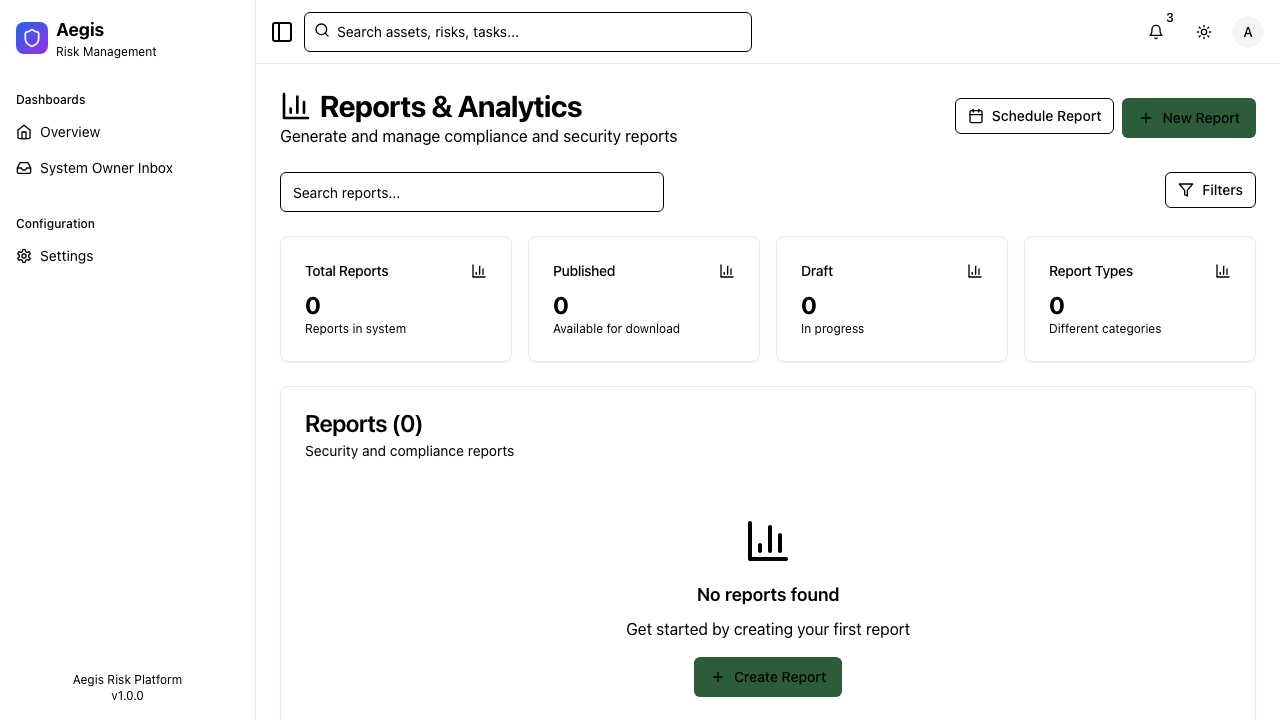 Aegis
Risk Management
Dashboards
Overview
System Owner Inbox
Configuration
Settings
Aegis Risk Platform
v1.0.0
Search assets, risks, tasks...
3
A
Reports & Analytics
Generate and manage compliance and security reports
Schedule Report
New Report
Search reports...
Filters
Total Reports
0
Reports in system
Published
0
Available for download
Draft
0
In progress
Report Types
0
Different categories
Reports (0)
Security and compliance reports
No reports found
Get started by creating your first report
Create Report